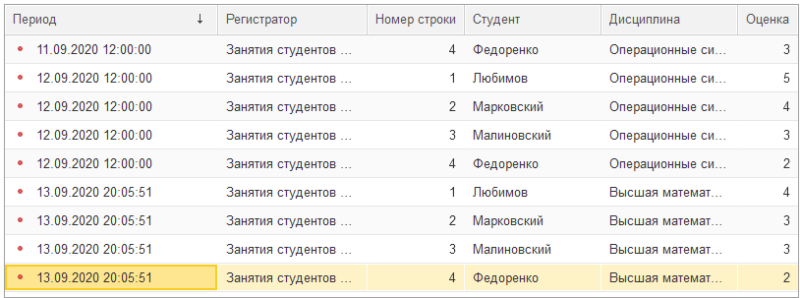 Период ↓ Регистратор Номер строки Студент Дисциплина Оценка
11.09.2020 12:00:00 Занятия студентов ... 4 Федоренко Операционные си... 3
12.09.2020 12:00:00 Занятия студентов ... 1 Любимов Операционные си... 5
12.09.2020 12:00:00 Занятия студентов ... 2 Марковский Операционные си... 4
12.09.2020 12:00:00 Занятия студентов ... 3 Малиновский Операционные си... 3
12.09.2020 12:00:00 Занятия студентов ... 4 Федоренко Операционные си... 2
13.09.2020 20:05:51 Занятия студентов ... 1 Любимов Высшая математ... 4
13.09.2020 20:05:51 Занятия студентов ... 2 Марковский Высшая математ... 3
13.09.2020 20:05:51 Занятия студентов ... 3 Малиновский Высшая математ... 3
13.09.2020 20:05:51 Занятия студентов ... 4 Федоренко Высшая математ... 2